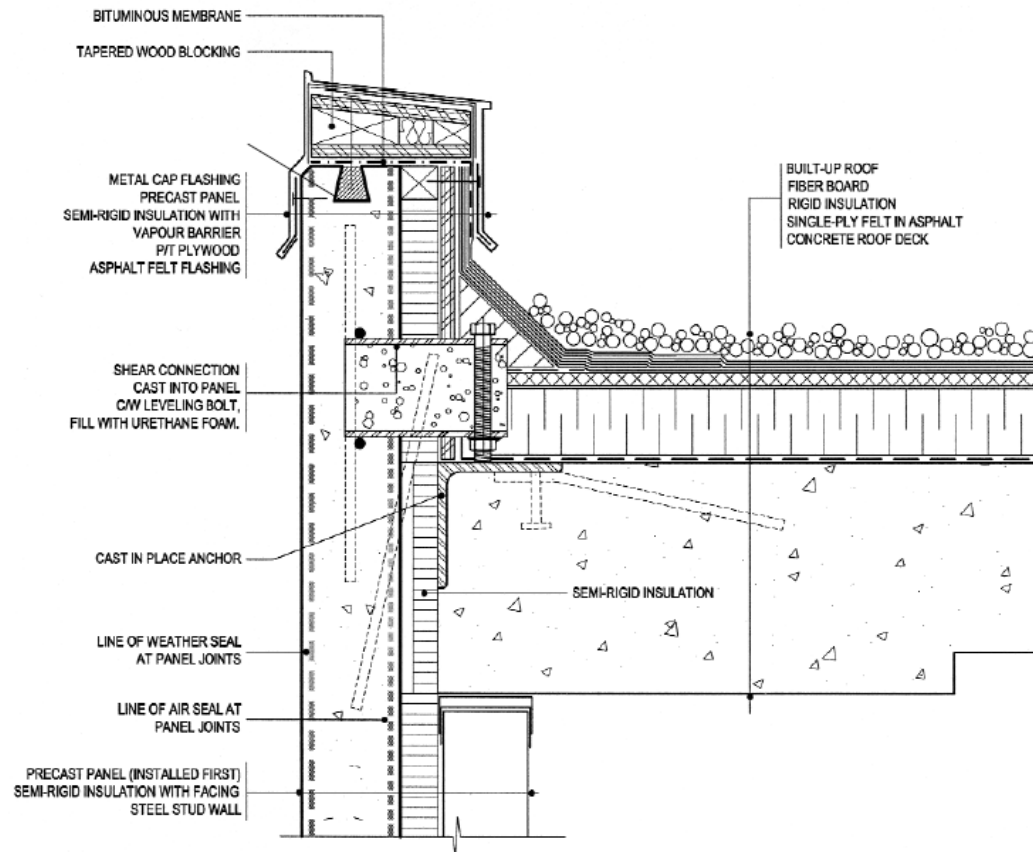 BITUMINOUS MEMBRANE
TAPERED WOOD BLOCKING
METAL CAP FLASHING
PRECAST PANEL
SEMI-RIGID INSULATION WITH
VAPOUR BARRIER
P/T PLYWOOD
ASPHALT FELT FLASHING
BUILT-UP ROOF
FIBER BOARD
RIGID INSULATION
SINGLE-PLY FELT IN ASPHALT
CONCRETE ROOF DECK
SHEAR CONNECTION
CAST INTO PANEL
C/W LEVELING BOLT,
FILL WITH URETHANE FOAM.
CAST IN PLACE ANCHOR
SEMI-RIGID INSULATION
LINE OF WEATHER SEAL
AT PANEL JOINTS
LINE OF AIR SEAL AT
PANEL JOINTS
PRECAST PANEL (INSTALLED FIRST)
SEMI-RIGID INSULATION WITH FACING
STEEL STUD WALL